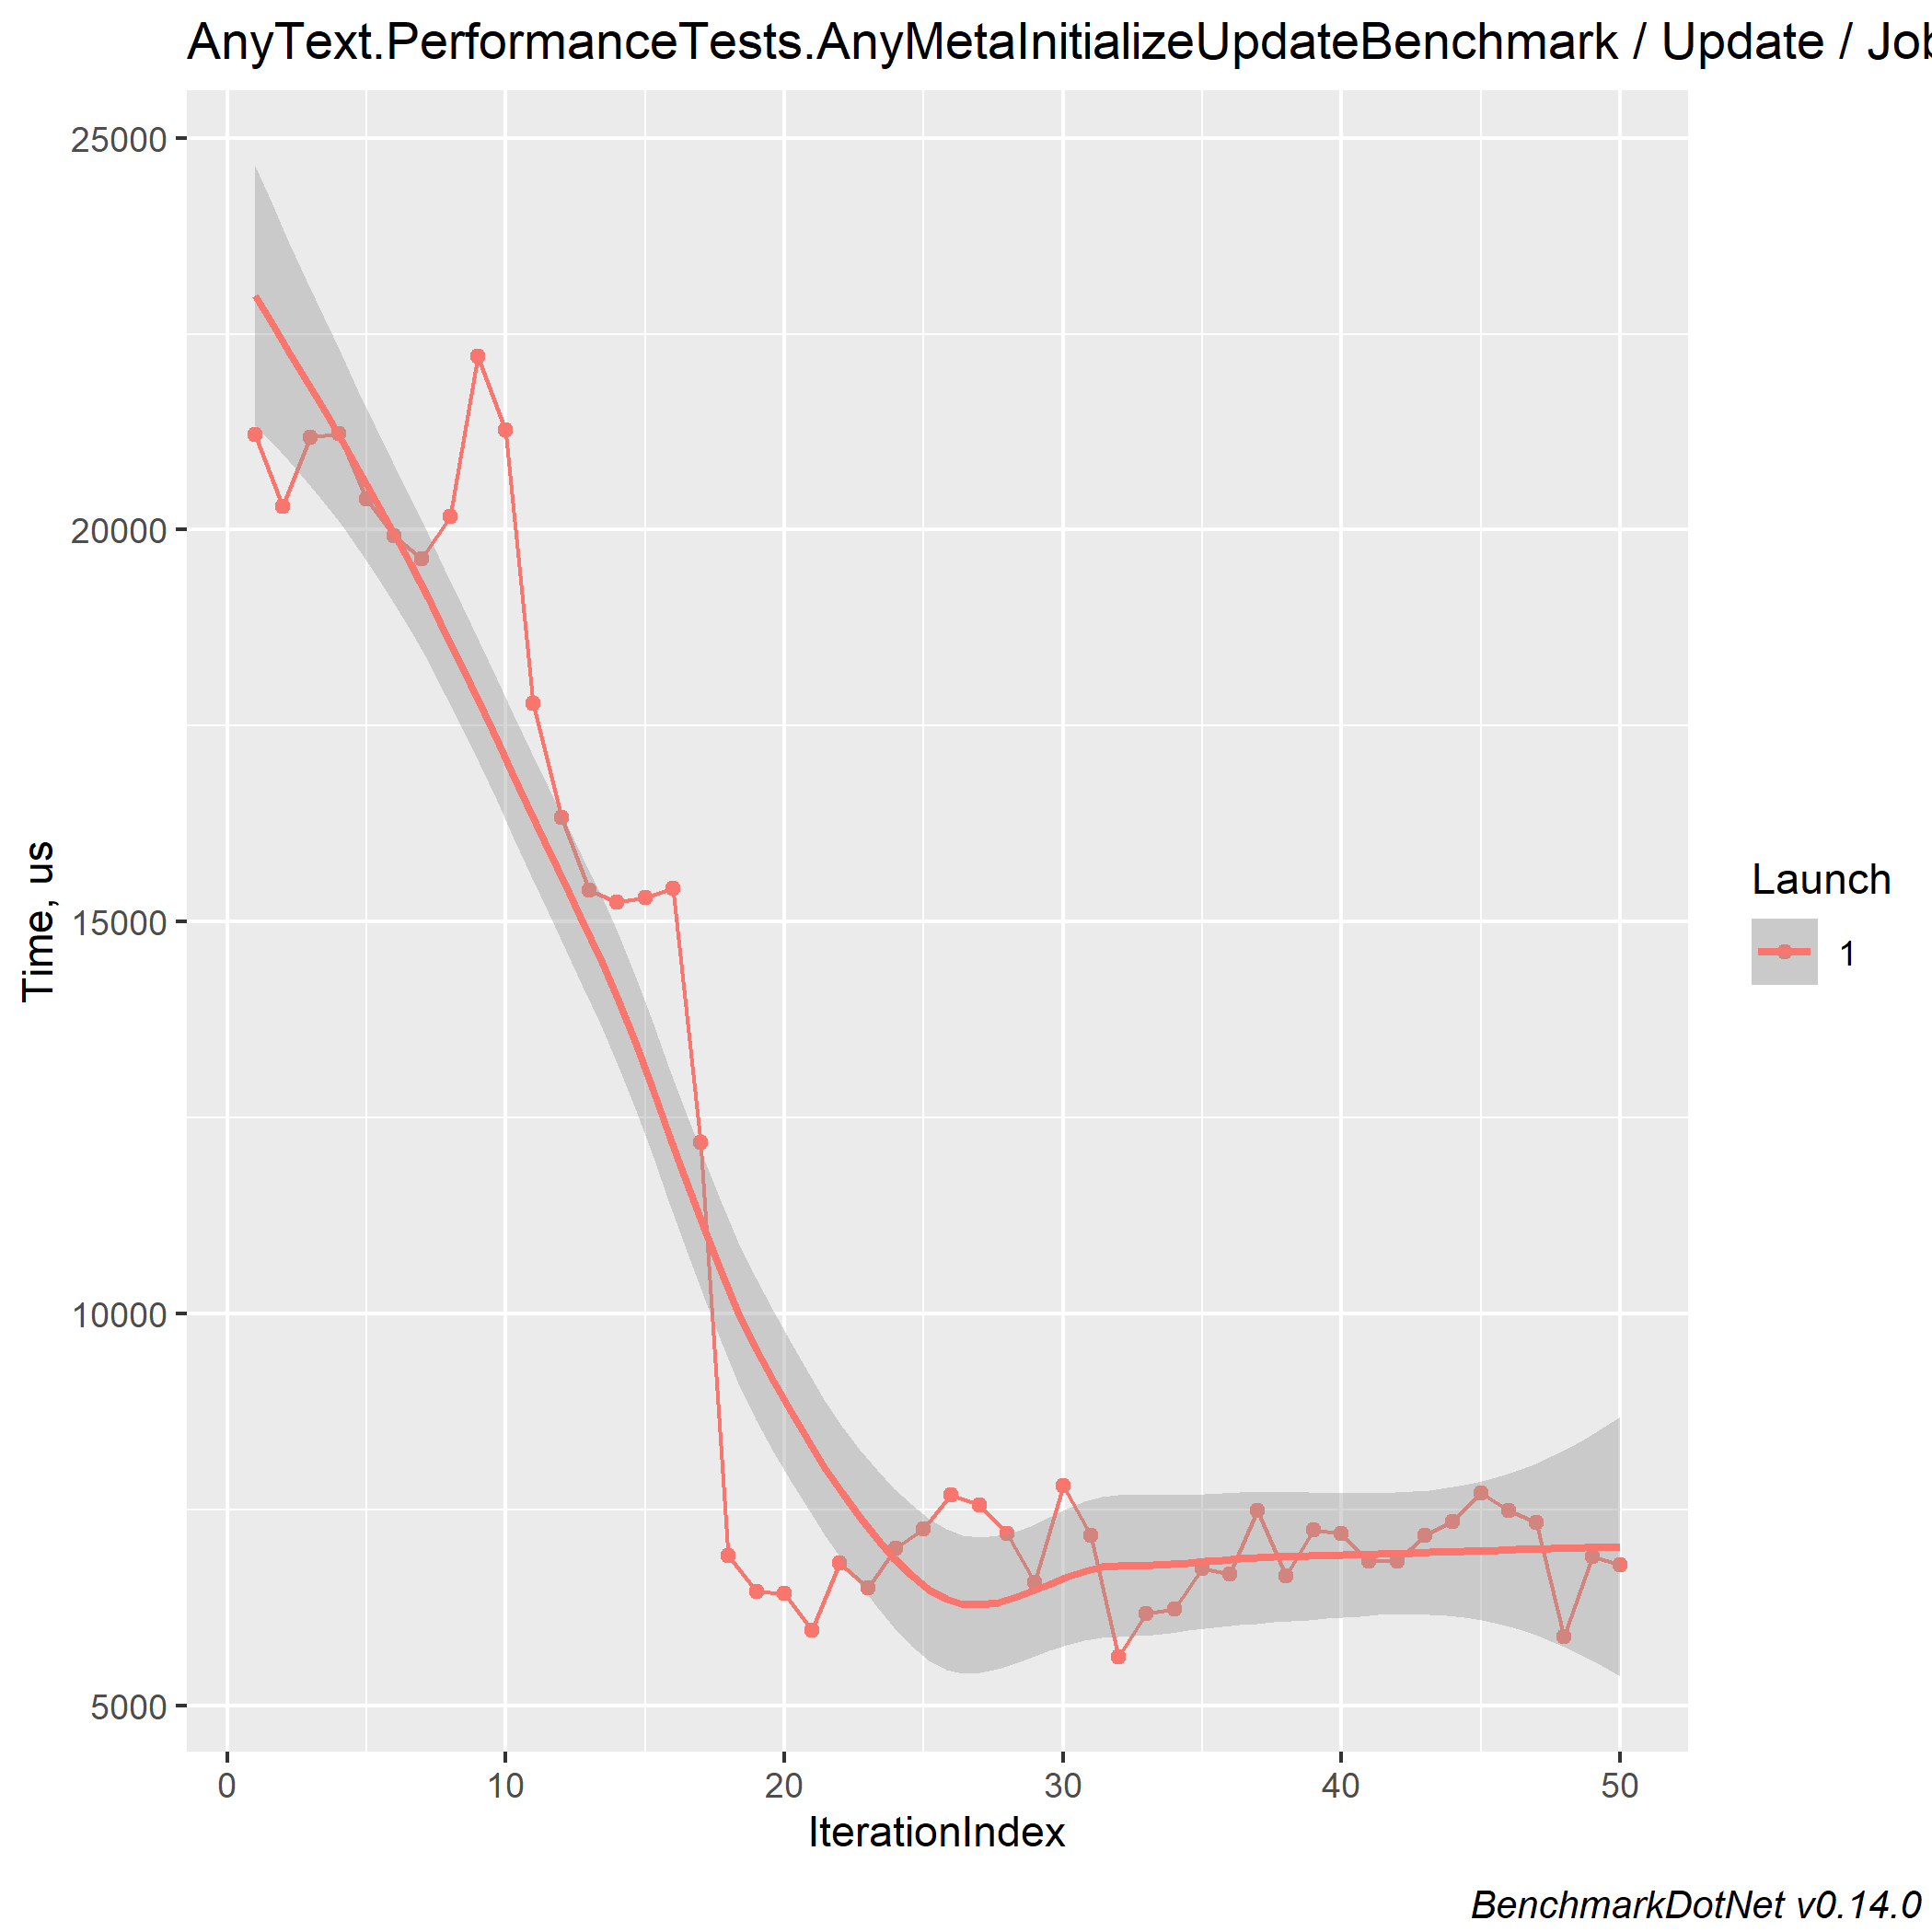 AnyText.PerformanceTests.AnyMetaInitializeUpdateBenchmark / Update / Job
25000
20000
15000
10000
5000
Time, us
0 10 20 30 40 50
IterationIndex
Launch
1
BenchmarkDotNet v0.14.0